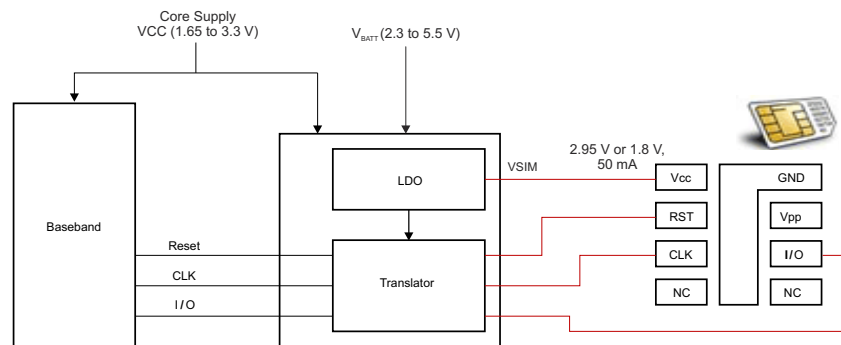 Core Supply
VCC (1.65 to 3.3 V)
VBATT (2.3 to 5.5 V)
2.95 V or 1.8 V,
50 mA
VSIM
LDO
Vcc
GND
RST
Vpp
Baseband
Reset
CLK
I/O
Translator
CLK
I/O
NC
NC